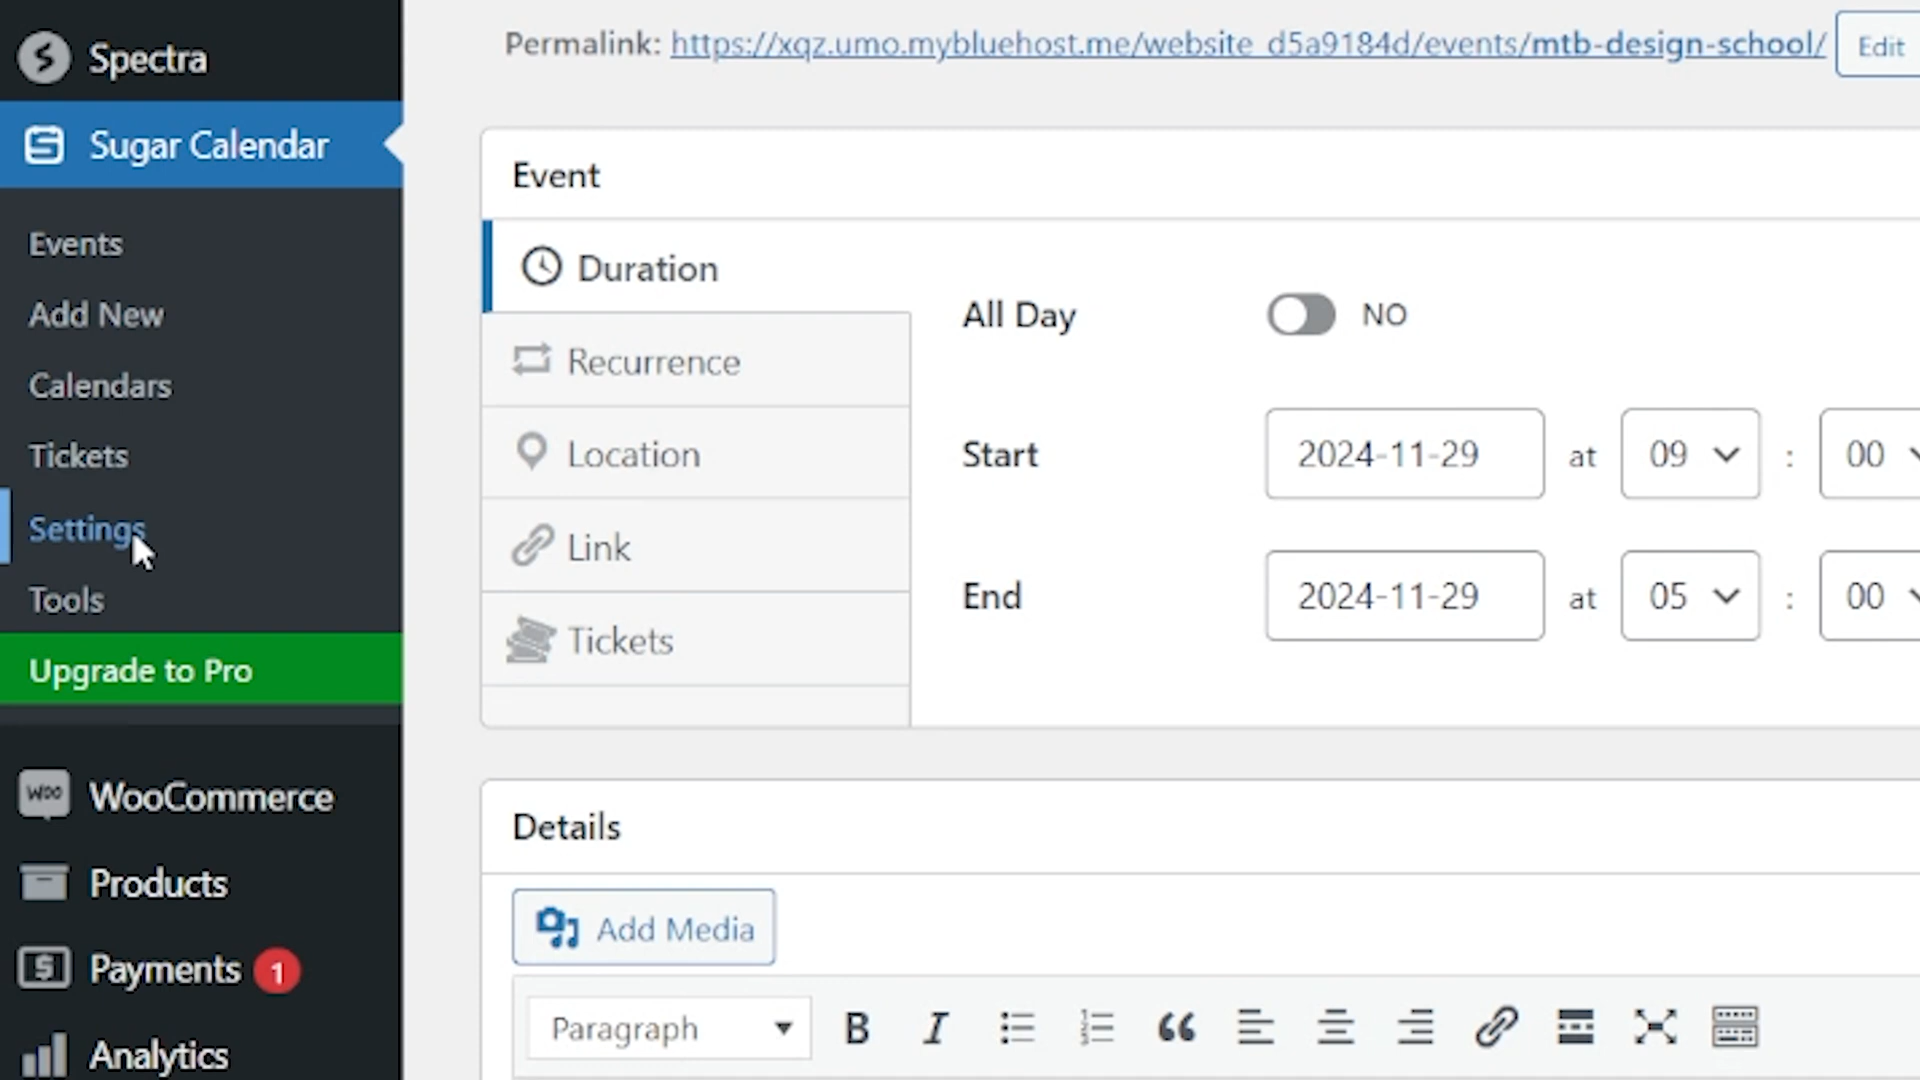 Spectra
Sugar Calendar
Events
Add New
Calendars
Tickets
Settings
Tools
Upgrade to Pro
WooCommerce
Products
Payments 1
Analytics
Permalink: https://xqz.umo.mybluehost.me/website_d5a9184d/events/mtb-design-school/ Edit
Event
Duration
Recurrence
Location
Link
Tickets
All Day NO
Start 2024-11-29 at 09 : 00
End 2024-11-29 at 05 : 00
Details
Add Media
Paragraph